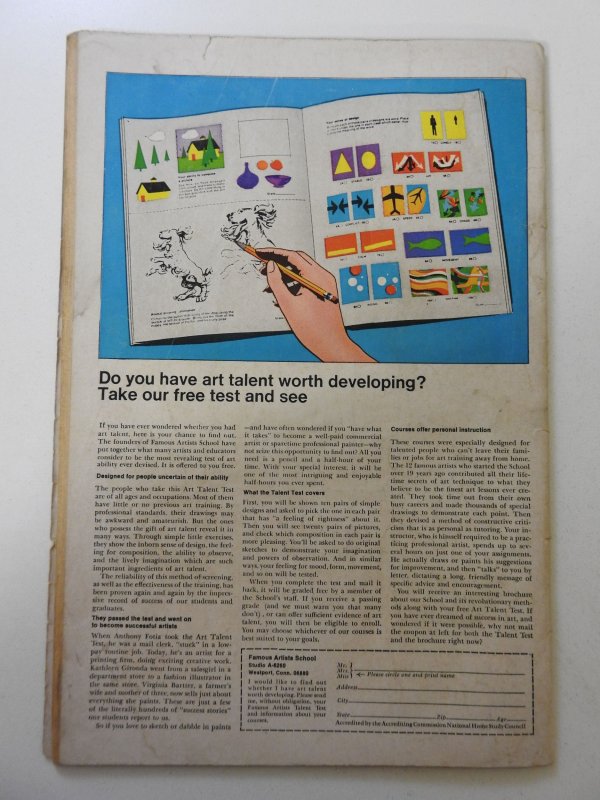 Do you have art talent worth developing?
Take our free test and see
If you have ever wondered whether you had
art talent, here is your chance to find out.
The founders of Famous Artists School have
put together what many artists and educators
consider to be the most revealing test of art
ability ever devised. It is offered to you free.
Designed for people uncertain of their ability
The people who take this Art Talent Test
are of all ages and occupations. Most of them
have little or no previous art training. By
professional standards, their drawings may
be awkward and amateurish. But the ones
who possess the gift of art talent reveal it in
many ways. Through simple little exercises,
they show the inborn sense of design, the feel-
ing for composition, the ability to observe,
and the lively imagination which are such
important ingredients of art talent.
The reliability of this method of screening,
as well as the effectiveness of the training, has
been proven again and again by the impres-
sive record of success of our students and
graduates.
They passed the test and went on
to become successful artists
When Anthony Fotia took the Art Talent
Test, he was a mail clerk, "stuck" in a low-
pay routine job. Today, he's an artist for a
printing firm, doing exciting creative work.
Kathleen Gironda went from a salesgirl in a
department store to a fashion illustrator in
the same store. Virginia Bartter, a farmer's
wife and mother of three, now sells just about
everything she paints. These are just a few
of the literally hundreds of "success stories"
our students report to us.
So if you love to sketch or dabble in paints
—and have often wondered if you "have what
it takes" to become a well-paid commercial
artist or sparetime professional painter—why
not seize this opportunity to find out? All you
need is a pencil and a half-hour of your
time. With your special interest, it will be
one of the most intriguing and enjoyable
half-hours you ever spent.
What the Talent Test covers
First, you will be shown ten pairs of simple
designs and asked to pick the one in each pair
that has "a feeling of rightness" about it.
Then you will see twenty pairs of pictures,
and check which composition in each pair is
more pleasing. You'll be asked to do original
sketches to demonstrate your imagination
and powers of observation. And in similar
ways, your feeling for mood, form, movement,
and so on will be tested.
When you complete the test and mail it
back, it will be graded free by a member of
the School's staff. If you receive a passing
grade (and we must warn you that many
don't), or can offer sufficient evidence of art
talent, you will then be eligible to enroll.
You may choose whichever of our courses is
best suited to your goals.
Courses offer personal instruction
These courses were especially designed for
talented people who can't leave their fami-
lies or jobs for art training away from home.
The 12 famous artists who started the School
over 19 years ago contributed all their life-
time secrets of art technique to what they
believe to be the finest art lessons ever cre-
ated. They took time out from their own
busy careers and made thousands of special
drawings to demonstrate each point. Then
they devised a method of constructive criti-
cism that is as personal as tutoring. Your in-
structor, who is himself required to be a prac-
ticing professional artist, spends up to sev-
eral hours on just one of your assignments.
He actually draws or paints his suggestions
for improvement, and then "talks" to you by
letter, dictating a long, friendly message of
specific advice and encouragement.
You will receive an interesting brochure
about our School and its revolutionary meth-
ods along with your free Art Talent Test. If
you have ever dreamed of success in art, and
wondered if it were possible, why not mail
the coupon at left for both the Talent Test
and the brochure right now?
Famous Artists School
Westport, Conn. 06880
I would like to find out
whether I have art talent
worth developing. Please send
me, without obligation, your
Famous Artists Talent Test
and information about your
courses.
Mr.
Mrs.
Miss
Please circle one and print name
Address
City
State Zip Age
Accredited by the Accrediting Commission National Home Study Council